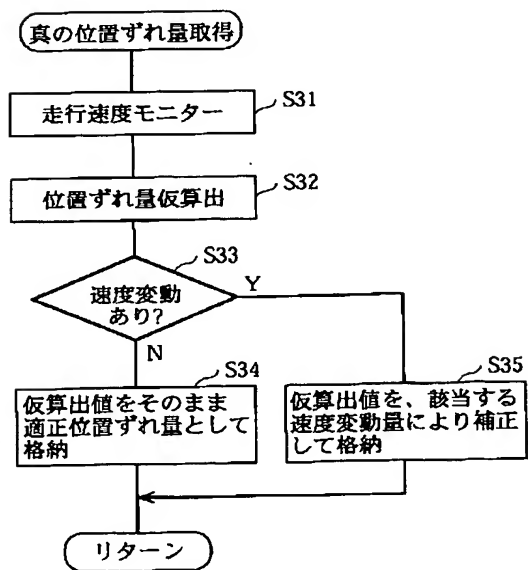 真の位置ずれ量取得
走行速度モニター
S31
位置ずれ量仮算出
S32
S33
速度変動
あり?
Y
N
S34
仮算出値をそのまま
適正位置ずれ量として
格納
S35
仮算出値を、該当する
速度変動量により補正
して格納
リターン